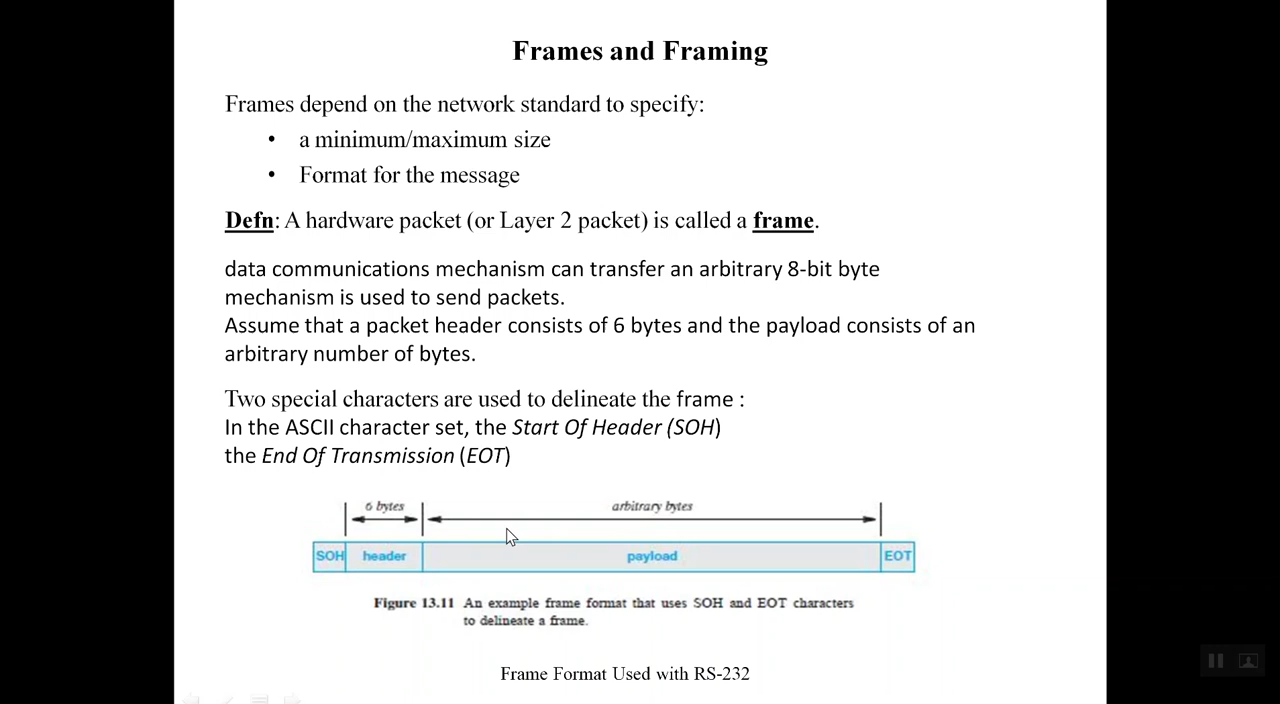 Frames and Framing
Frames depend on the network standard to specify:
• a minimum/maximum size
• Format for the message
Defn: A hardware packet (or Layer 2 packet) is called a frame.
data communications mechanism can transfer an arbitrary 8-bit byte
mechanism is used to send packets.
Assume that a packet header consists of 6 bytes and the payload consists of an
arbitrary number of bytes.
Two special characters are used to delineate the frame :
In the ASCII character set, the Start Of Header (SOH)
the End Of Transmission (EOT)
6 bytes arbitrary bytes
SOH header payload EOT
Figure 13.11 An example frame format that uses SOH and EOT characters
to delineate a frame.
Frame Format Used with RS-232